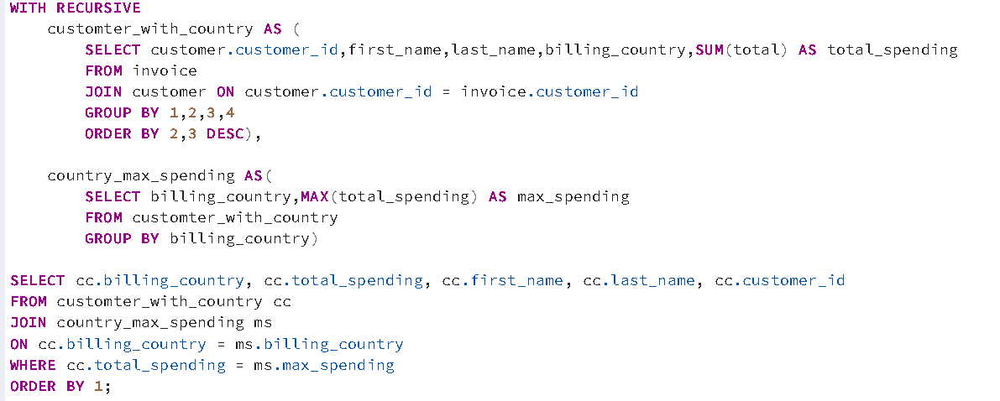 WITH RECURSIVE
customter_with_country AS (
SELECT customer.customer_id,first_name,last_name,billing_country,SUM(total) AS total_spending
FROM invoice
JOIN customer ON customer.customer_id = invoice.customer_id
GROUP BY 1,2,3,4
ORDER BY 2,3 DESC),
country_max_spending AS(
SELECT billing_country,MAX(total_spending) AS max_spending
FROM customter_with_country
GROUP BY billing_country)
SELECT cc.billing_country, cc.total_spending, cc.first_name, cc.last_name, cc.customer_id
FROM customter_with_country cc
JOIN country_max_spending ms
ON cc.billing_country = ms.billing_country
WHERE cc.total_spending = ms.max_spending
ORDER BY 1;